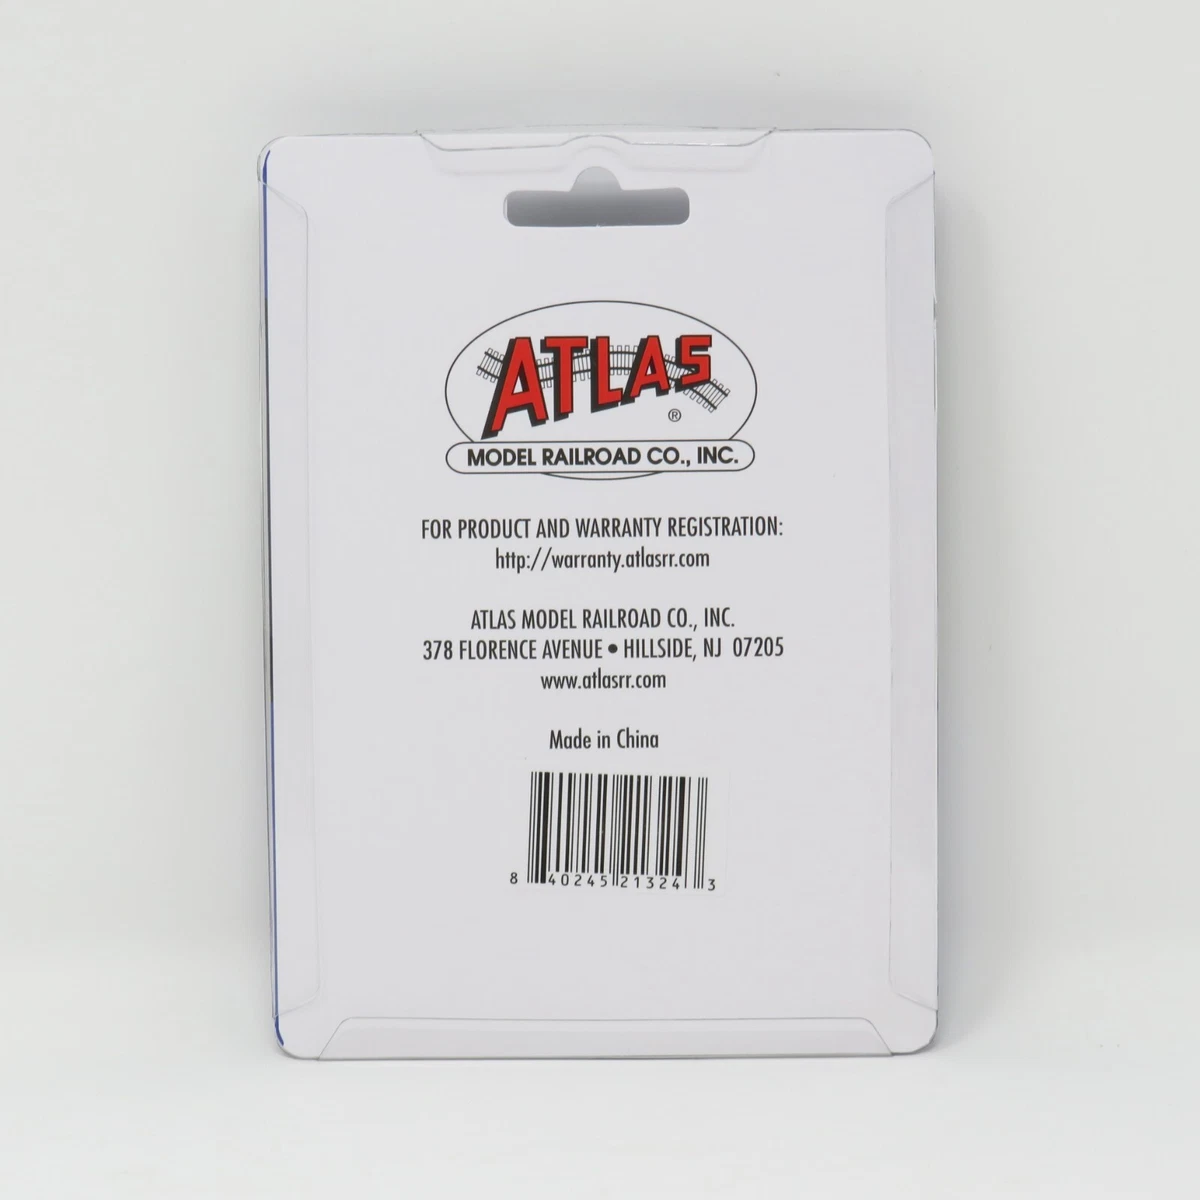 ATLAS
®
MODEL RAILROAD CO., INC.
FOR PRODUCT AND WARRANTY REGISTRATION:
http://warranty.atlasrr.com
ATLAS MODEL RAILROAD CO., INC.
378 FLORENCE AVENUE • HILLSIDE, NJ 07205
www.atlasrr.com
Made in China
8 40245 21324 3